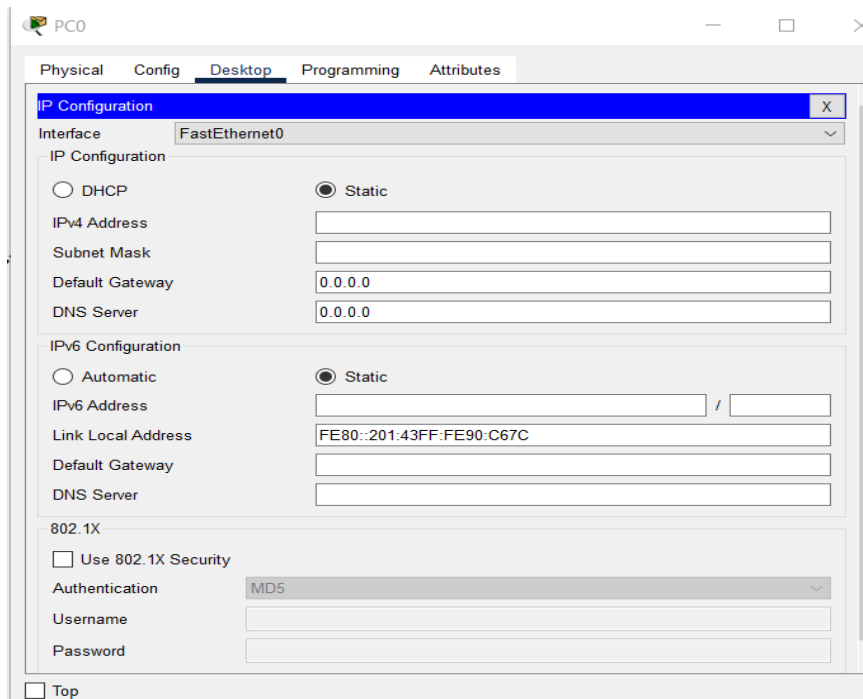 PC0
Physical Config Desktop Programming Attributes
IP Configuration X
Interface FastEthernet0
IP Configuration
DHCP Static
IPv4 Address
Subnet Mask
Default Gateway 0.0.0.0
DNS Server 0.0.0.0
IPv6 Configuration
Automatic Static
IPv6 Address /
Link Local Address FE80::201:43FF:FE90:C67C
Default Gateway
DNS Server
802.1X
Use 802.1X Security
Authentication MD5
Username
Password
Top